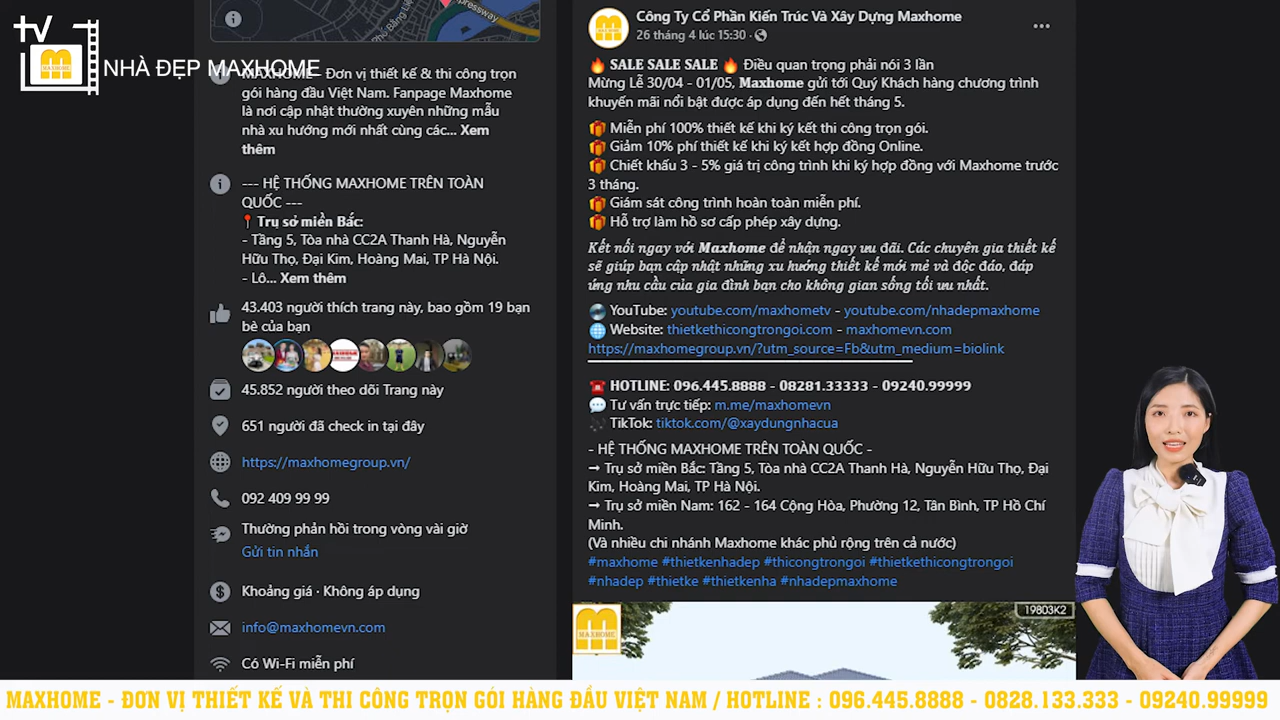 tv
MAXHOME
NHÀ ĐẸP MAXHOME
MAXHOME - Đơn vị thiết kế & thi công trọn
gói hàng đầu Việt Nam. Fanpage Maxhome
là nơi cập nhật thường xuyên những mẫu
nhà xu hướng mới nhất cùng các... Xem
thêm
--- HỆ THỐNG MAXHOME TRÊN TOÀN
QUỐC ---
📍 Trụ sở miền Bắc:
- Tầng 5, Tòa nhà CC2A Thanh Hà, Nguyễn
Hữu Thọ, Đại Kim, Hoàng Mai, TP Hà Nội.
- Lô... Xem thêm
43.403 người thích trang này, bao gồm 19 bạn
bè của bạn
45.852 người theo dõi Trang này
651 người đã check in tại đây
https://maxhomegroup.vn/
092 409 99 99
Thường phản hồi trong vòng vài giờ
Gửi tin nhắn
Khoảng giá · Không áp dụng
info@maxhomevn.com
Có Wi-Fi miễn phí
Công Ty Cổ Phần Kiến Trúc Và Xây Dựng Maxhome
26 tháng 4 lúc 15:30 ·
🔥 SALE SALE SALE 🔥 Điều quan trọng phải nói 3 lần
Mừng Lễ 30/04 - 01/05, Maxhome gửi tới Quý Khách hàng chương trình
khuyến mãi nổi bật được áp dụng đến hết tháng 5.
🎁 Miễn phí 100% thiết kế khi ký kết thi công trọn gói.
🎁 Giảm 10% phí thiết kế khi ký kết hợp đồng Online.
🎁 Chiết khấu 3 - 5% giá trị công trình khi ký hợp đồng với Maxhome trước
3 tháng.
🎁 Giám sát công trình hoàn toàn miễn phí.
🎁 Hỗ trợ làm hồ sơ cấp phép xây dựng.
Kết nối ngay với Maxhome để nhận ngay ưu đãi. Các chuyên gia thiết kế
sẽ giúp bạn cập nhật những xu hướng thiết kế mới mẻ và độc đáo, đáp
ứng nhu cầu của gia đình bạn cho không gian sống tối ưu nhất.
💿 YouTube: youtube.com/maxhometv - youtube.com/nhadepmaxhome
🌐 Website: thietkethicongtrongoi.com - maxhomevn.com
https://maxhomegroup.vn/?utm_source=Fb&utm_medium=biolink
☎️ HOTLINE: 096.445.8888 - 08281.33333 - 09240.99999
💬 Tư vấn trực tiếp: m.me/maxhomevn
🎵 TikTok: tiktok.com/@xaydungnhacua
- HỆ THỐNG MAXHOME TRÊN TOÀN QUỐC -
→ Trụ sở miền Bắc: Tầng 5, Tòa nhà CC2A Thanh Hà, Nguyễn Hữu Thọ, Đại
Kim, Hoàng Mai, TP Hà Nội.
→ Trụ sở miền Nam: 162 - 164 Cộng Hòa, Phường 12, Tân Bình, TP Hồ Chí
Minh.
(Và nhiều chi nhánh Maxhome khác phủ rộng trên cả nước)
#maxhome #thietkenhadep #thicongtrongoi #thietkethicongtrongoi
#nhadep #thietke #thietkenha #nhadepmaxhome
MAXHOME
19803K2
MAXHOME - ĐƠN VỊ THIẾT KẾ VÀ THI CÔNG TRỌN GÓI HÀNG ĐẦU VIỆT NAM / HOTLINE : 096.445.8888 - 0828.133.333 - 09240.99999